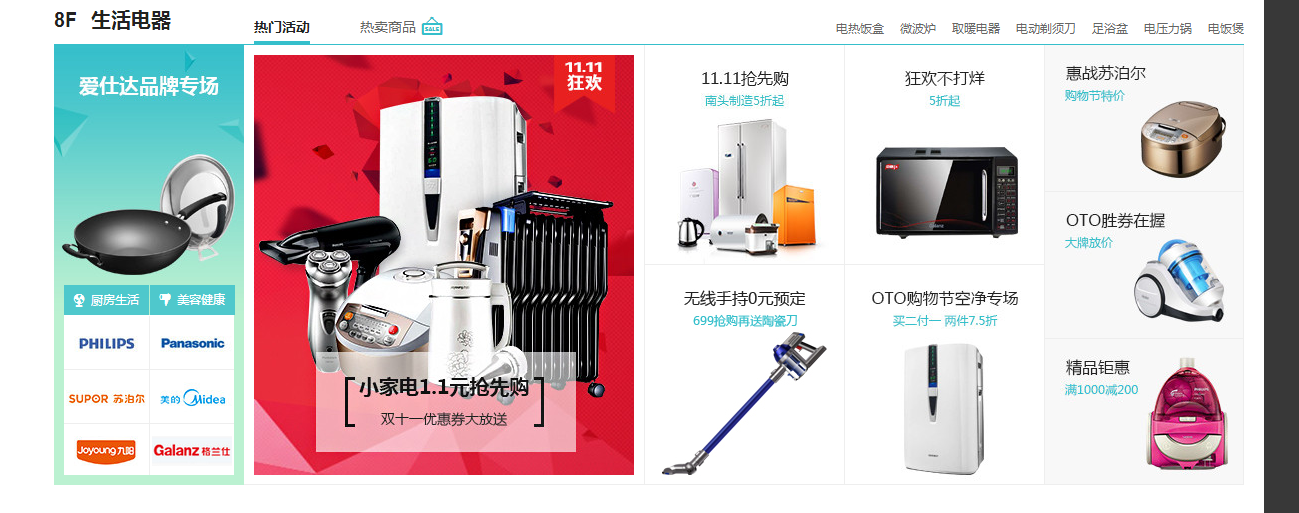 8F 生活电器
热门活动
热卖商品
SALE
电热饭盒 微波炉 取暖电器 电动剃须刀 足浴盆 电压力锅 电饭煲
爱仕达品牌专场
厨房生活
美容健康
PHILIPS
Panasonic
SUPOR 苏泊尔
美的 Midea
Joyoung九阳
Galanz 格兰仕
11.11
狂欢
小家电1.1元抢先购
双十一优惠券大放送
11.11抢先购
南头制造5折起
狂欢不打烊
5折起
无线手持0元预定
699抢购再送陶瓷刀
OTO购物节空净专场
买二付一 两件7.5折
惠战苏泊尔
购物节特价
OTO胜券在握
大牌放价
精品钜惠
满1000减200